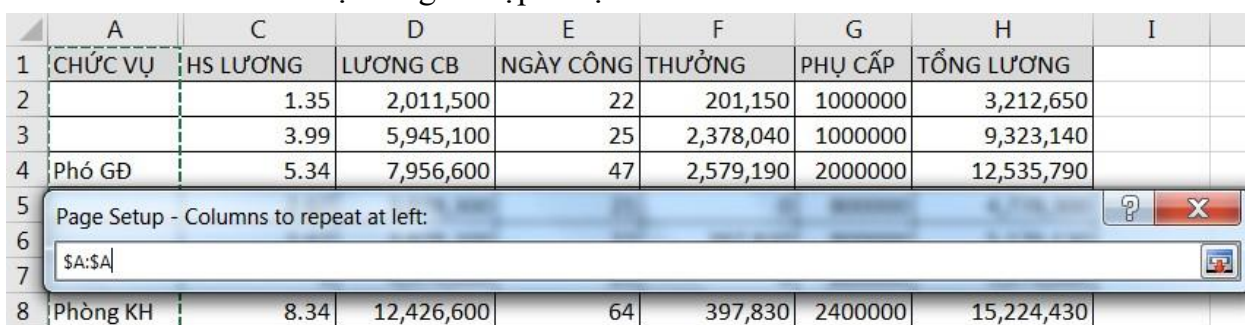 A C D E F G H I
1 CHỨC VỤ HS LƯƠNG LƯƠNG CB NGÀY CÔNG THƯỞNG PHỤ CẤP TỔNG LƯƠNG
2 1.35 2,011,500 22 201,150 1000000 3,212,650
3 3.99 5,945,100 25 2,378,040 1000000 9,323,140
4 Phó GĐ 5.34 7,956,600 47 2,579,190 2000000 12,535,790
5
Page Setup - Columns to repeat at left:
6
$A:$A
7
8 Phòng KH 8.34 12,426,600 64 397,830 2400000 15,224,430